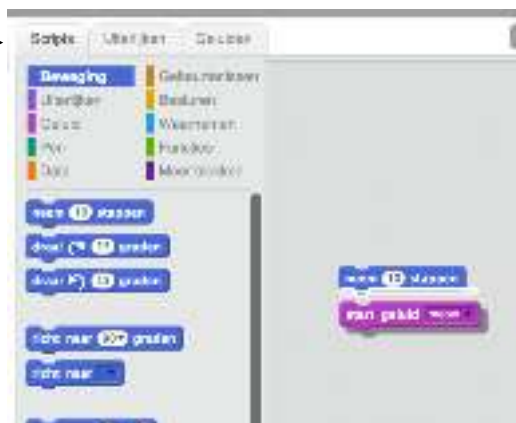 Scripts Uiterlijken Geluiden
Beweging Gebeurtenissen
Uiterlijken Besturen
Geluid Waarnemen
Pen Functies
Data Meer blokken
neem 10 stappen
draai 15 graden
draai 15 graden
richt naar 90 graden
richt naar
neem 10 stappen
start geluid meow